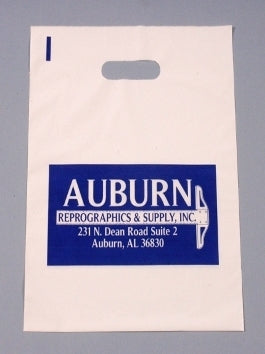 AUBURN
REPROGRAPHICS & SUPPLY, INC.
231 N. Dean Road Suite 2
Auburn, AL 36830